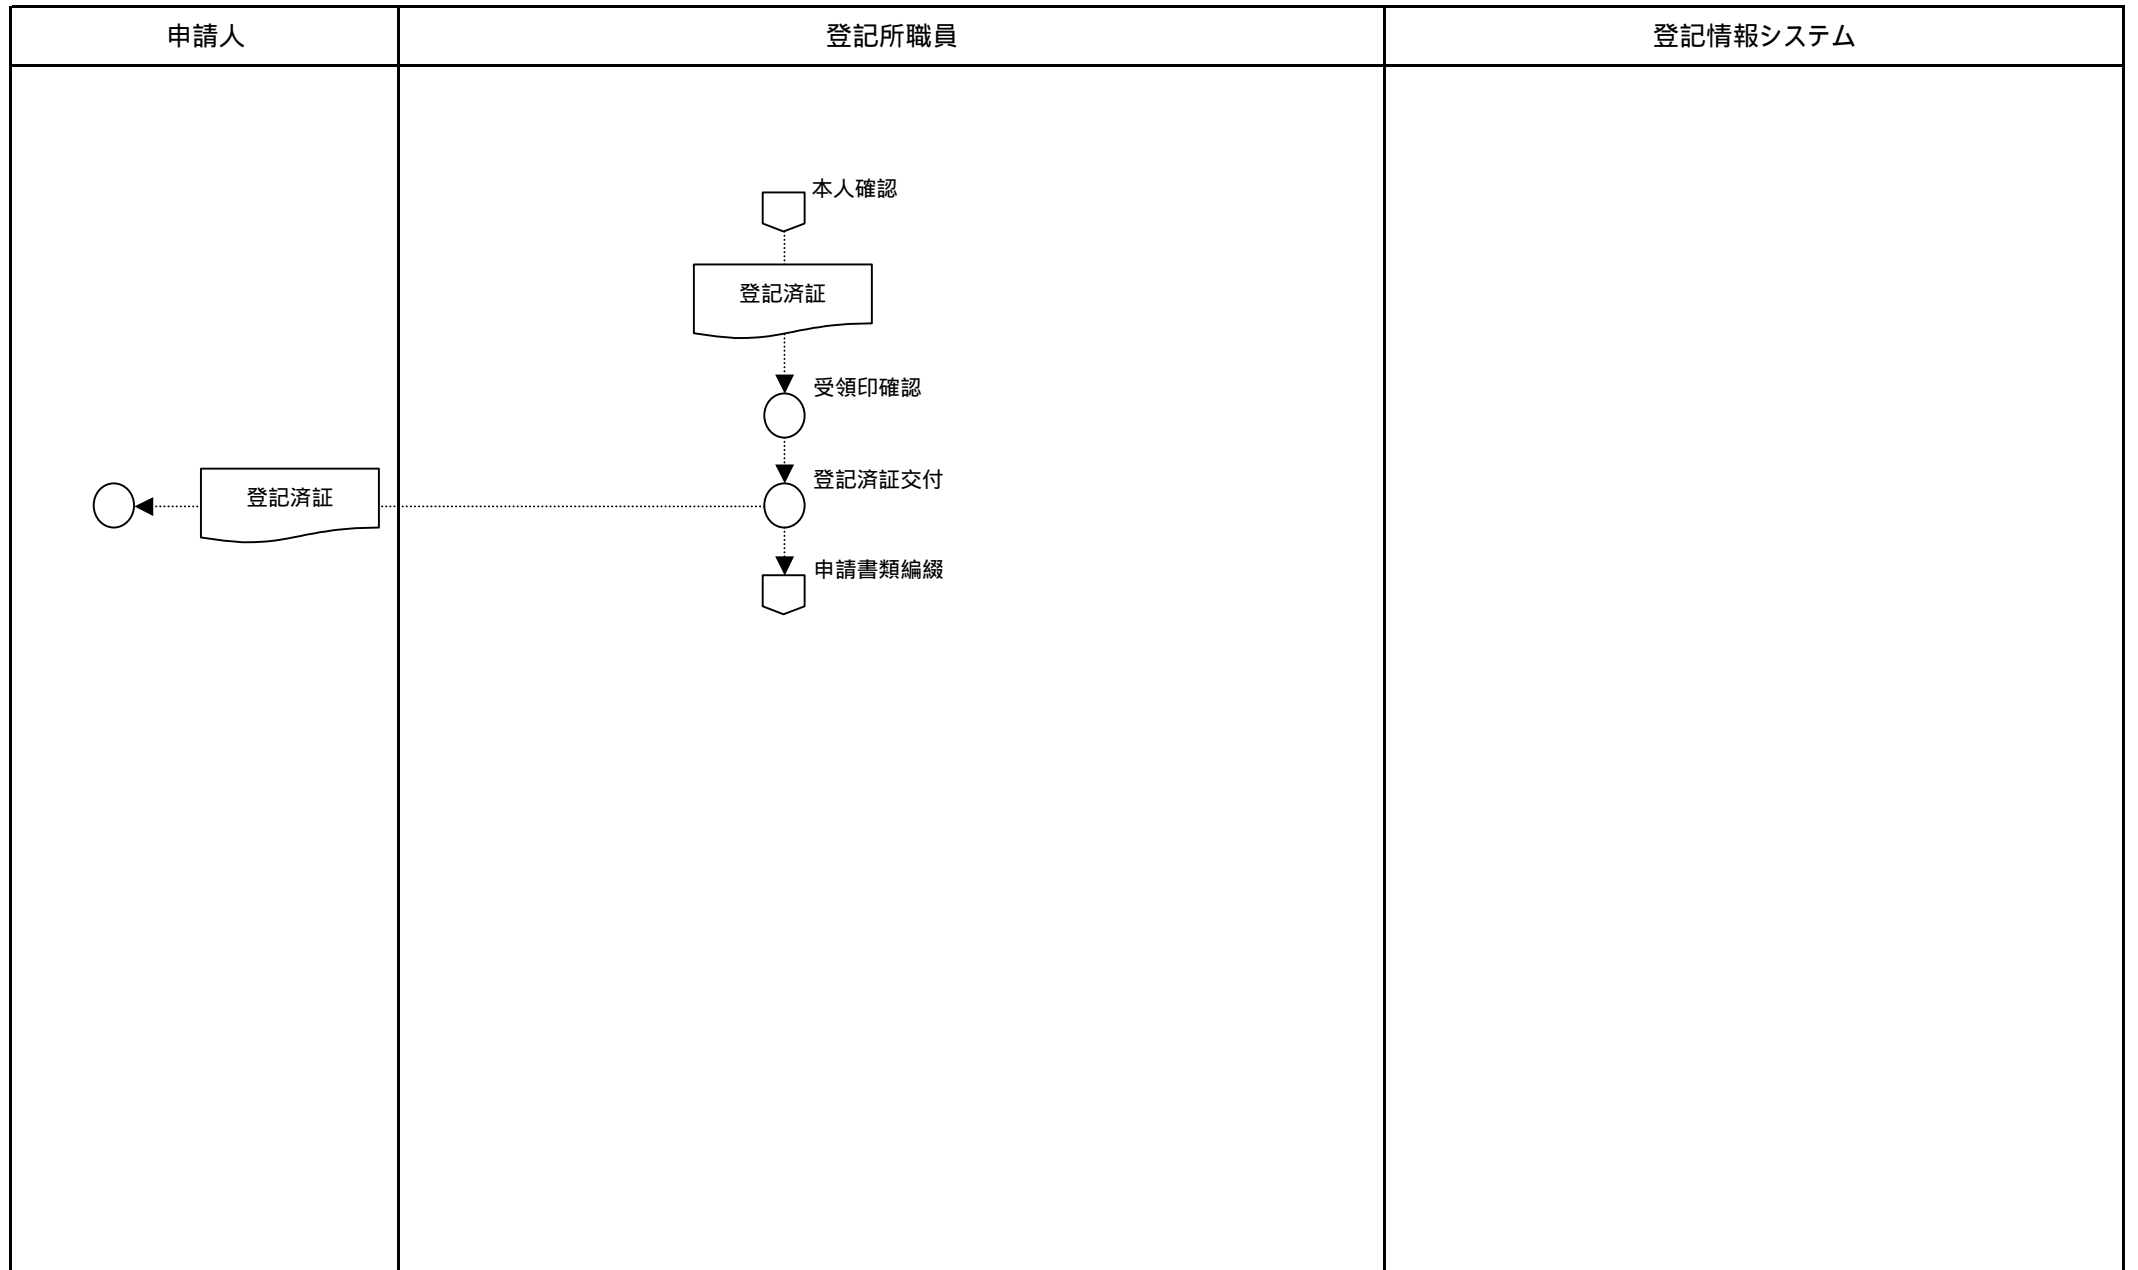 申請人
登記所職員
登記情報システム
本人確認
登記済証
受領印確認
登記済証交付
登記済証
申請書類編綴